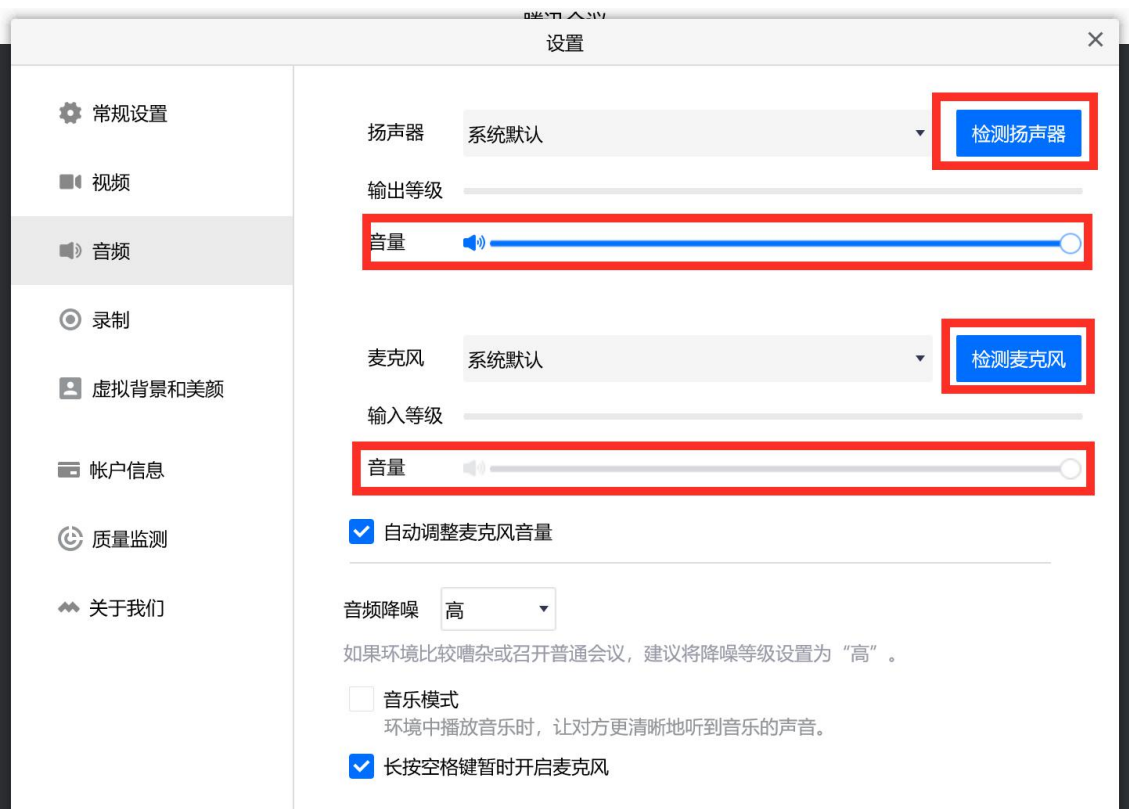 设置
常规设置
视频
音频
录制
虚拟背景和美颜
帐户信息
质量监测
关于我们
扬声器 系统默认 检测扬声器
输出等级
音量
麦克风 系统默认 检测麦克风
输入等级
音量
自动调整麦克风音量
音频降噪 高
如果环境比较嘈杂或召开普通会议，建议将降噪等级设置为“高”。
音乐模式
环境中播放音乐时，让对方更清晰地听到音乐的声音。
长按空格键暂时开启麦克风